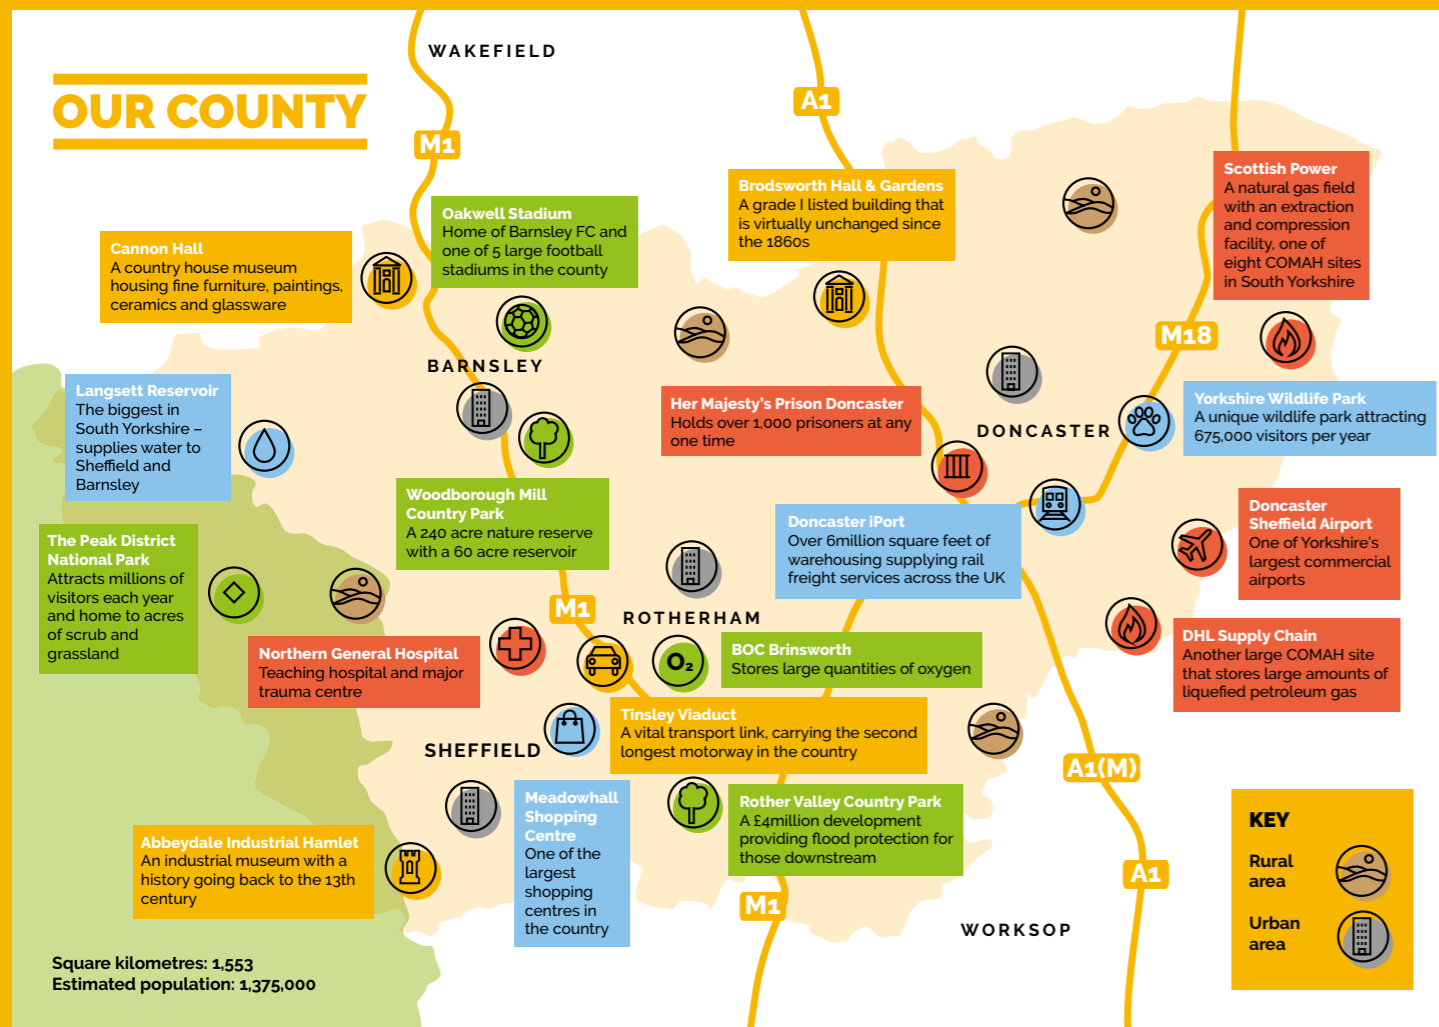 WAKEFIELD
OUR COUNTY
A1
M1
Scottish Power
A natural gas field
with an extraction
and compression
facility, one of
eight COMAH sites
in South Yorkshire
Brodsworth Hall & Gardens
A grade I listed building that
is virtually unchanged since
the 1860s
Oakwell Stadium
Home of Barnsley FC and
one of 5 large football
stadiums in the county
Cannon Hall
A country house museum
housing fine furniture, paintings,
ceramics and glassware
M18
BARNSLEY
Langsett Reservoir
The biggest in
South Yorkshire –
supplies water to
Sheffield and
Barnsley
Her Majesty's Prison Doncaster
Holds over 1,000 prisoners at any
one time
DONCASTER
Yorkshire Wildlife Park
A unique wildlife park attracting
675,000 visitors per year
Woodborough Mill
Country Park
A 240 acre nature reserve
with a 60 acre reservoir
Doncaster iPort
Over 6million square feet of
warehousing supplying rail
freight services across the UK
Doncaster
Sheffield Airport
One of Yorkshire's
largest commercial
airports
The Peak District
National Park
Attracts millions of
visitors each year
and home to acres
of scrub and
grassland
M1
ROTHERHAM
Northern General Hospital
Teaching hospital and major
trauma centre
O₂
BOC Brinsworth
Stores large quantities of oxygen
DHL Supply Chain
Another large COMAH site
that stores large amounts of
liquefied petroleum gas
Tinsley Viaduct
A vital transport link, carrying the second
longest motorway in the country
SHEFFIELD
A1(M)
Meadowhall
Shopping
Centre
One of the
largest
shopping
centres in
the country
Rother Valley Country Park
A £4million development
providing flood protection for
those downstream
Abbeydale Industrial Hamlet
An industrial museum with a
history going back to the 13th
century
M1
A1
WORKSOP
KEY
Rural
area
Urban
area
Square kilometres: 1,553
Estimated population: 1,375,000